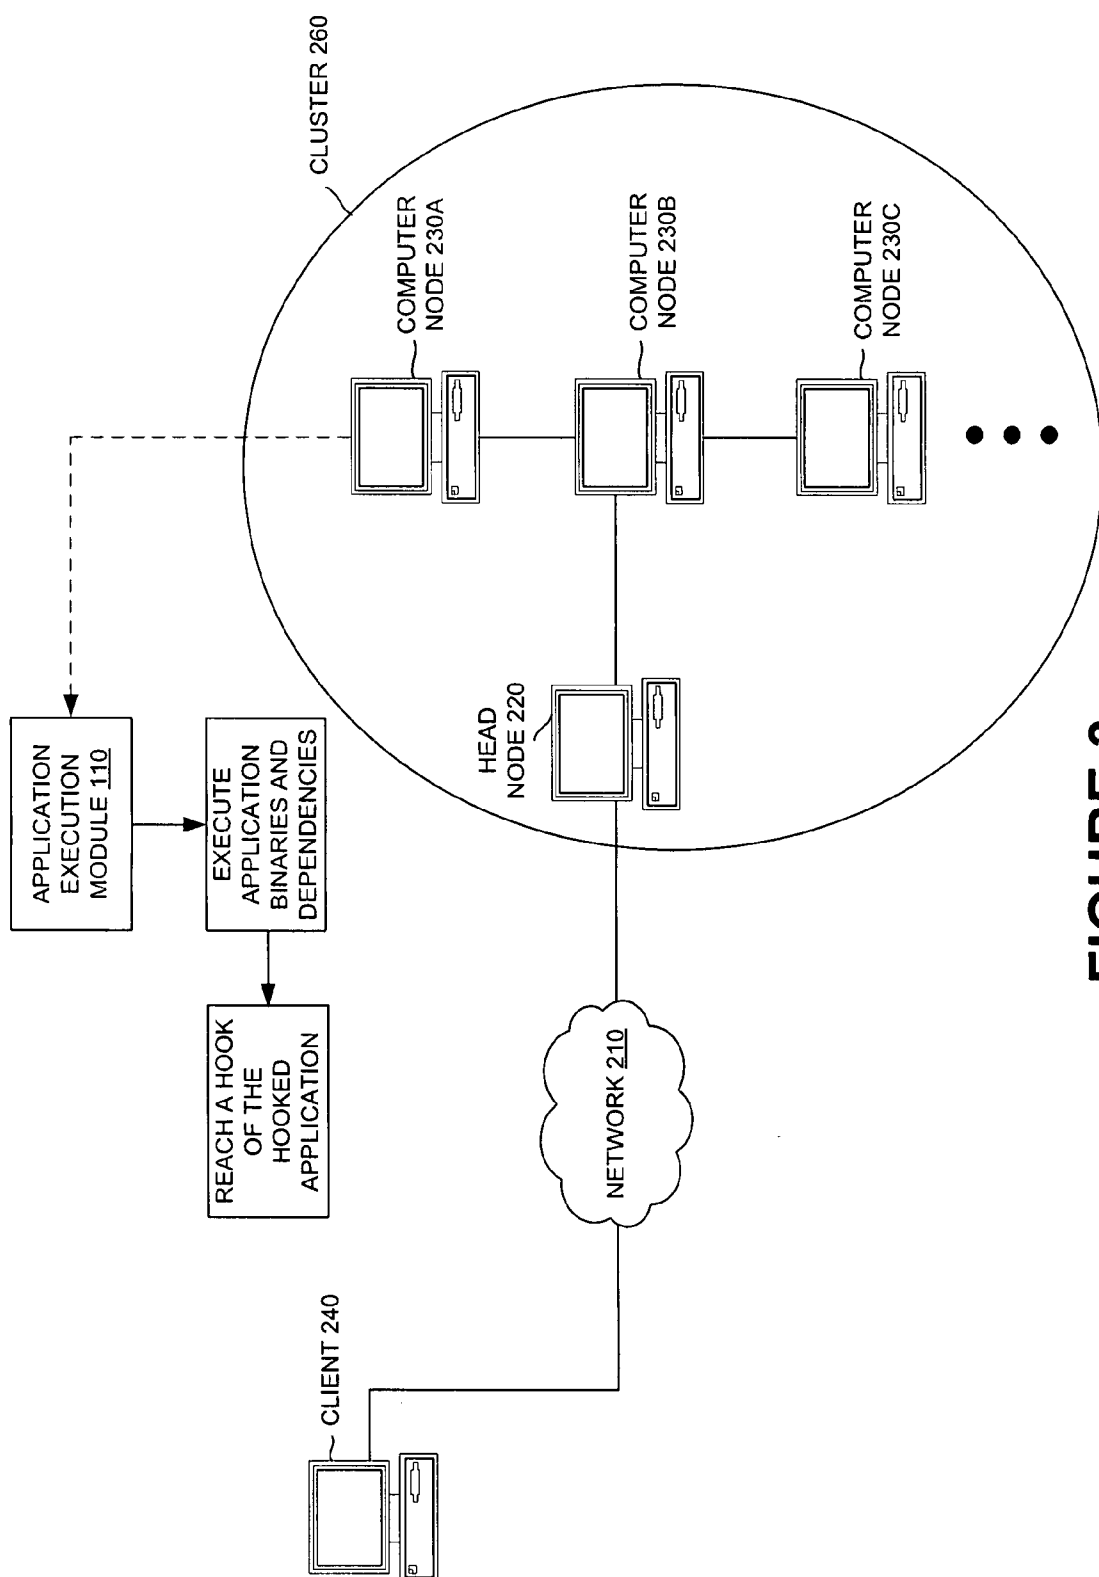 APPLICATION
EXECUTION
MODULE 110
REACH A HOOK
OF THE
HOOKED
APPLICATION
EXECUTE
APPLICATION
BINARIES AND
DEPENDENCIES
CLIENT 240
CLUSTER 260
COMPUTER
NODE 230A
HEAD
NODE 220
NETWORK 210
COMPUTER
NODE 230B
COMPUTER
NODE 230C
FIGURE